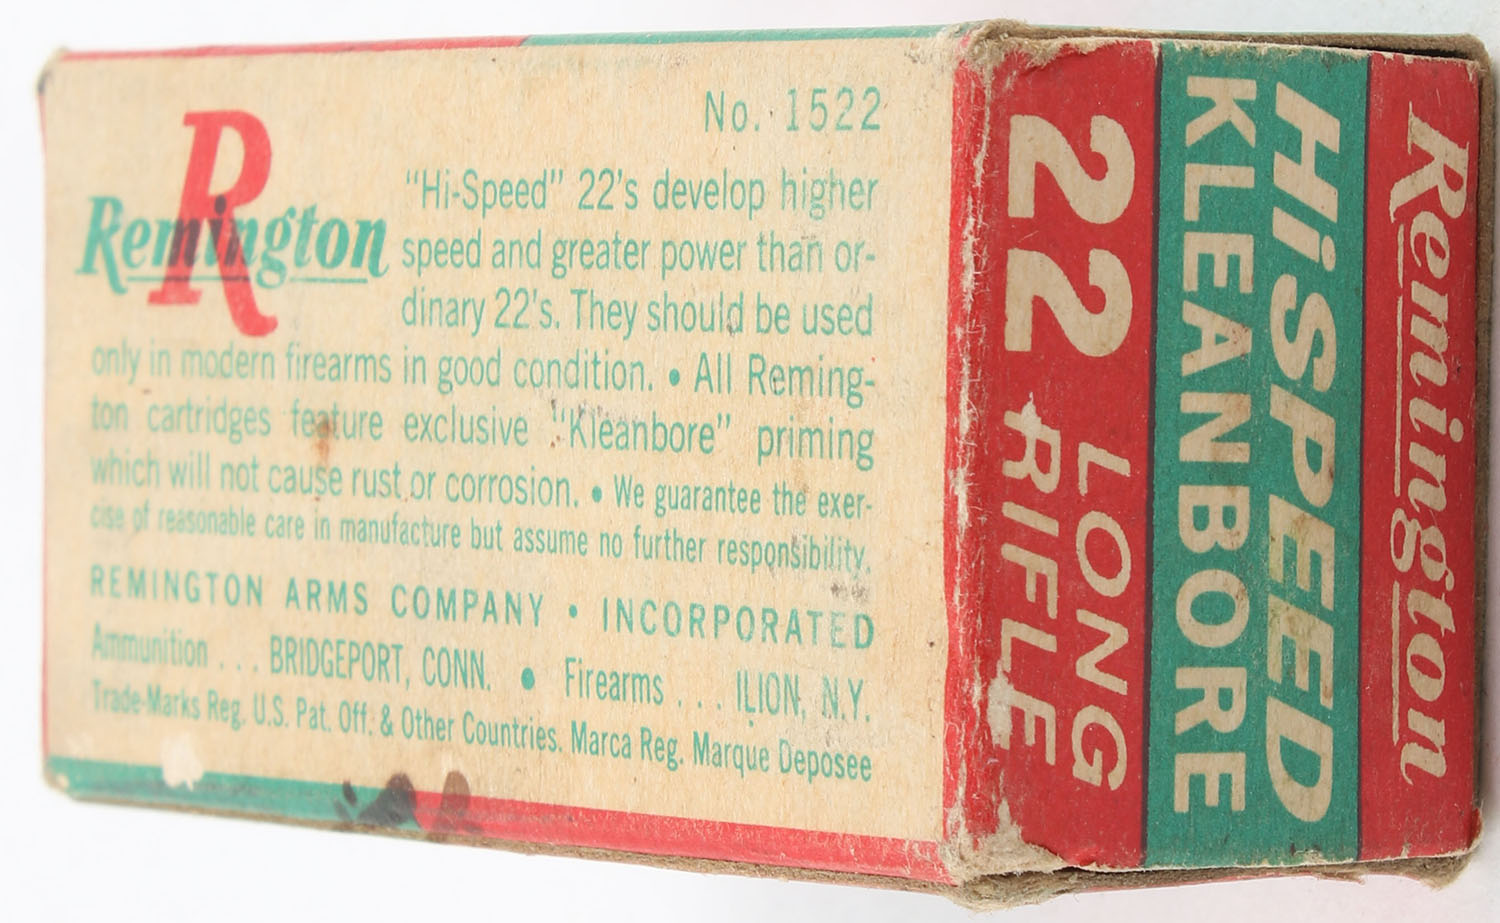 R
Remington
No. 1522
"Hi-Speed" 22's develop higher
speed and greater power than or-
dinary 22's. They should be used
only in modern firearms in good condition. • All Reming-
ton cartridges feature exclusive "Kleanbore" priming
which will not cause rust or corrosion. • We guarantee the exer-
cise of reasonable care in manufacture but assume no further responsibility.
REMINGTON ARMS COMPANY • INCORPORATED
Ammunition . . . BRIDGEPORT, CONN. • Firearms . . . ILION, N.Y.
Trade-Marks Reg. U.S. Pat. Off. & Other Countries. Marca Reg. Marque Deposee
Remington
HiSPEED
KLEANBORE
22 LONG
RIFLE